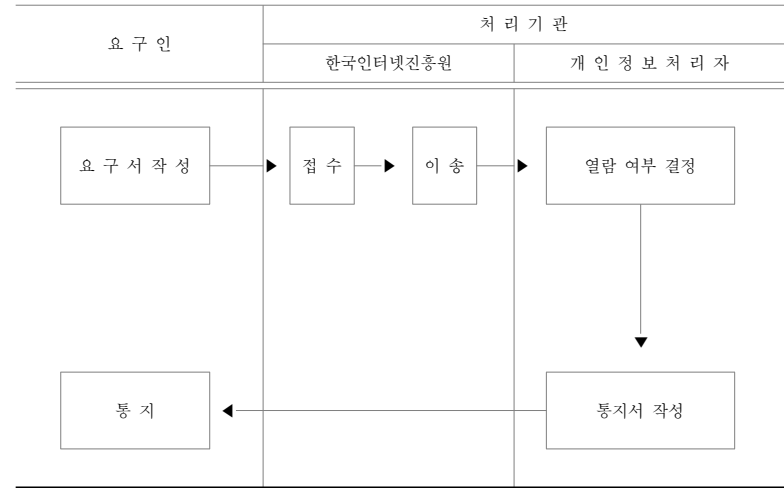 요 구 인
처 리 기 관
한국인터넷진흥원
개 인 정 보 처 리 자
요 구 서 작 성
접 수
이 송
열람 여부 결정
통 지
통지서 작성